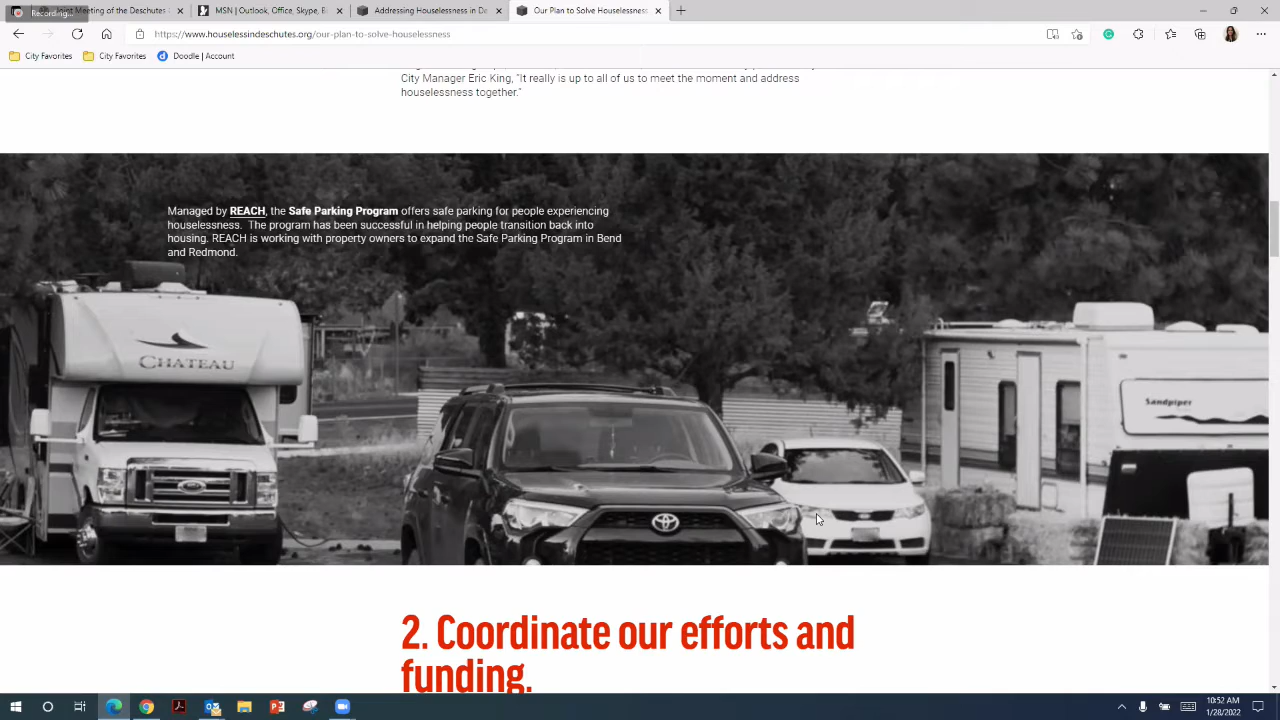 Recording...
Joint Meeting of the Deschutes
MSN | Outlook, Office, Skype, B
Addressing Houselessness in De
Our Plan to Solve Houselessness
https://www.houselessindeschutes.org/our-plan-to-solve-houselessness
City Favorites
City Favorites
Doodle | Account
City Manager Eric King, "It really is up to all of us to meet the moment and address
houselessness together."
Managed by REACH, the Safe Parking Program offers safe parking for people experiencing
houselessness. The program has been successful in helping people transition back into
housing. REACH is working with property owners to expand the Safe Parking Program in Bend
and Redmond.
CHATEAU
Sandpiper
2. Coordinate our efforts and
funding.
10:52 AM
1/28/2022